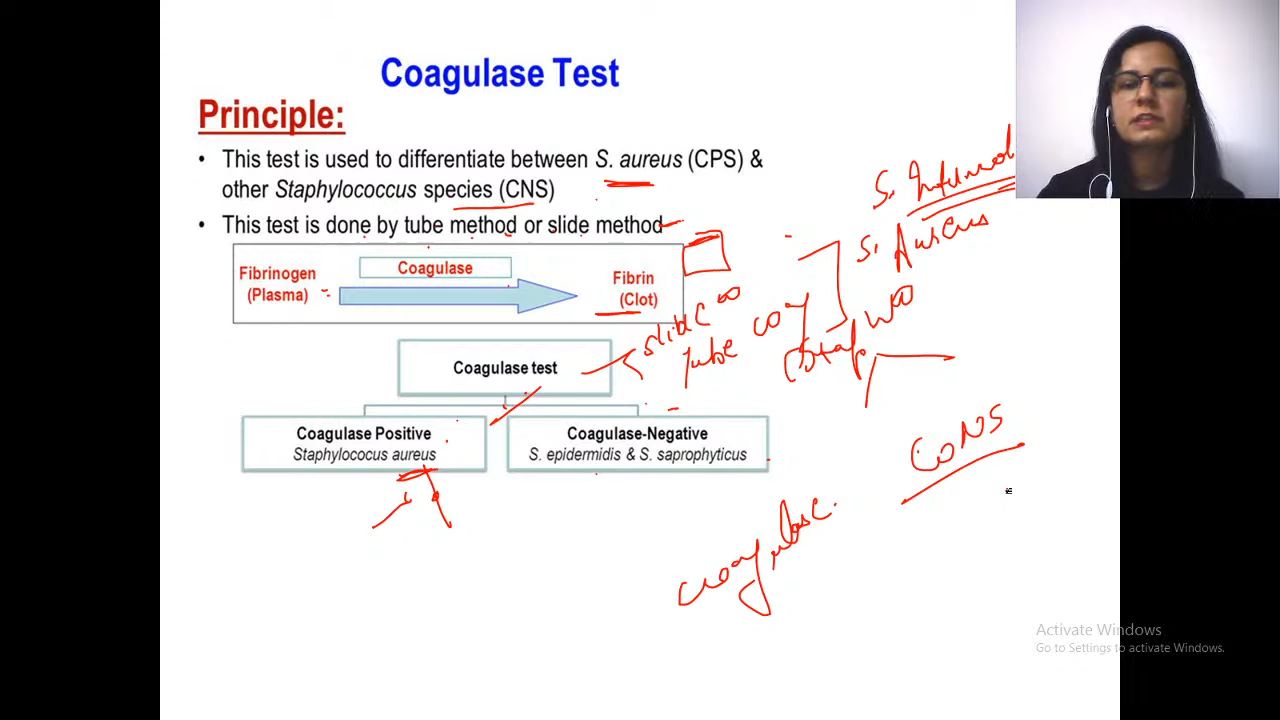 Coagulase Test
Principle:
• This test is used to differentiate between S. aureus (CPS) &
other Staphylococcus species (CNS)
• This test is done by tube method or slide method
Fibrinogen
(Plasma)
Coagulase
Fibrin
(Clot)
Coagulase test
Coagulase Positive
Staphylococus aureus
Coagulase-Negative
S. epidermidis & S. saprophyticus
S. Aureus
slide
tube
coag
CONS
coagulase.
Activate Windows
Go to Settings to activate Windows.